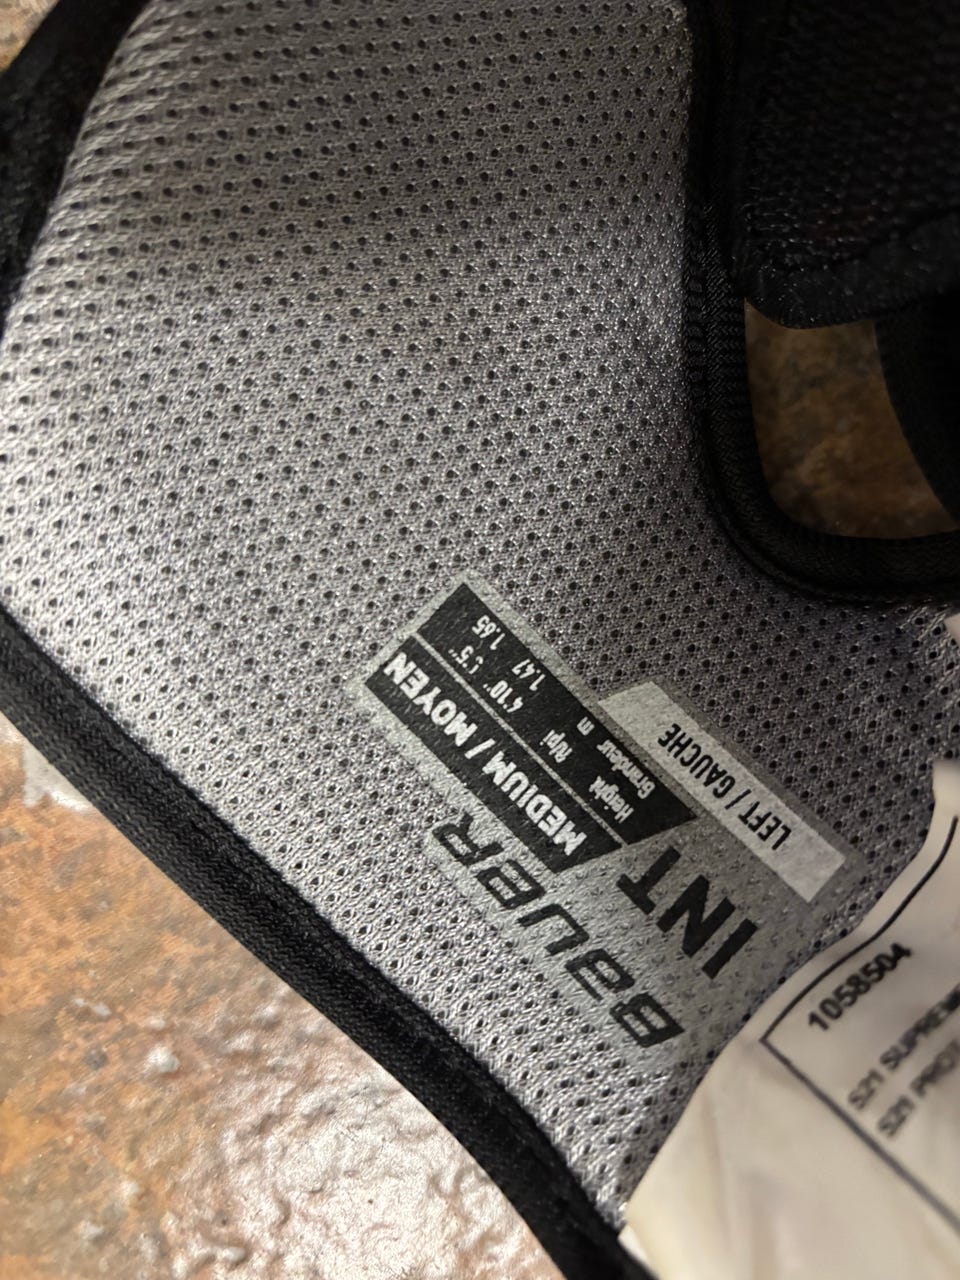 BAUER
INT
MEDIUM / MOYEN
Height ft/pi 4'10" 5'5"
Grandeur m 1.47 1.65
LEFT / GAUCHE
1058504
S21 SUPREME
S21 PROT